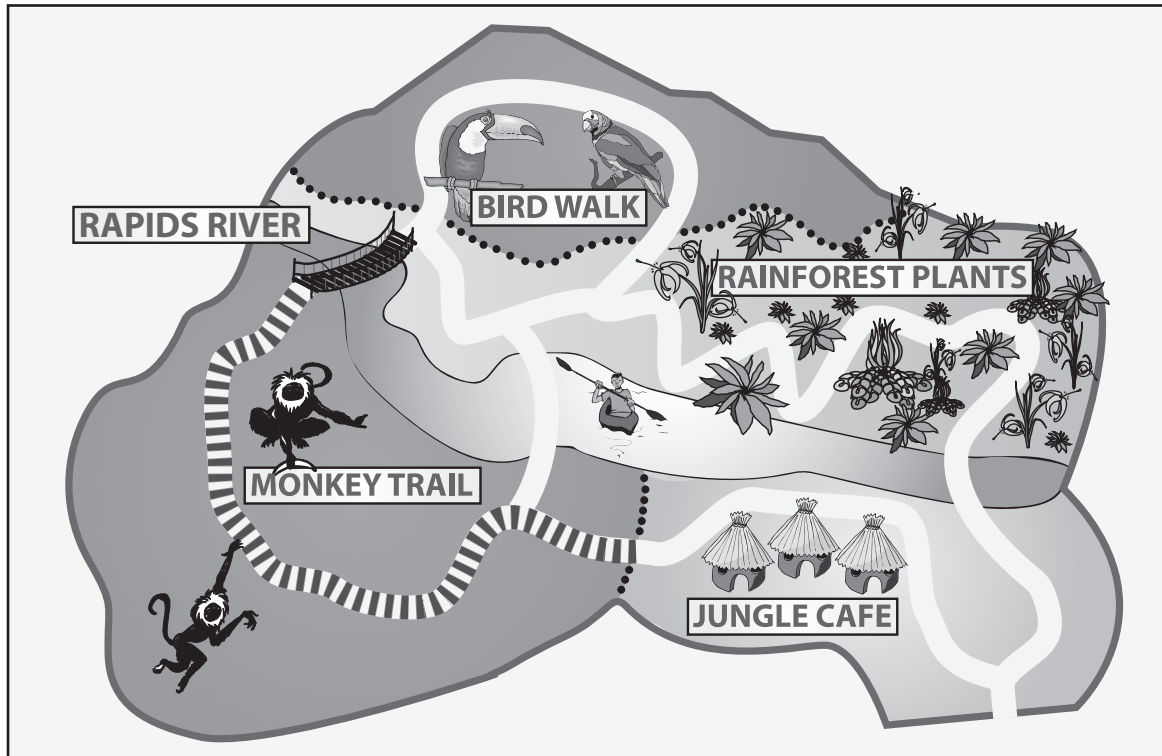 BIRD WALK
RAPIDS RIVER
RAINFOREST PLANTS
MONKEY TRAIL
JUNGLE CAFE